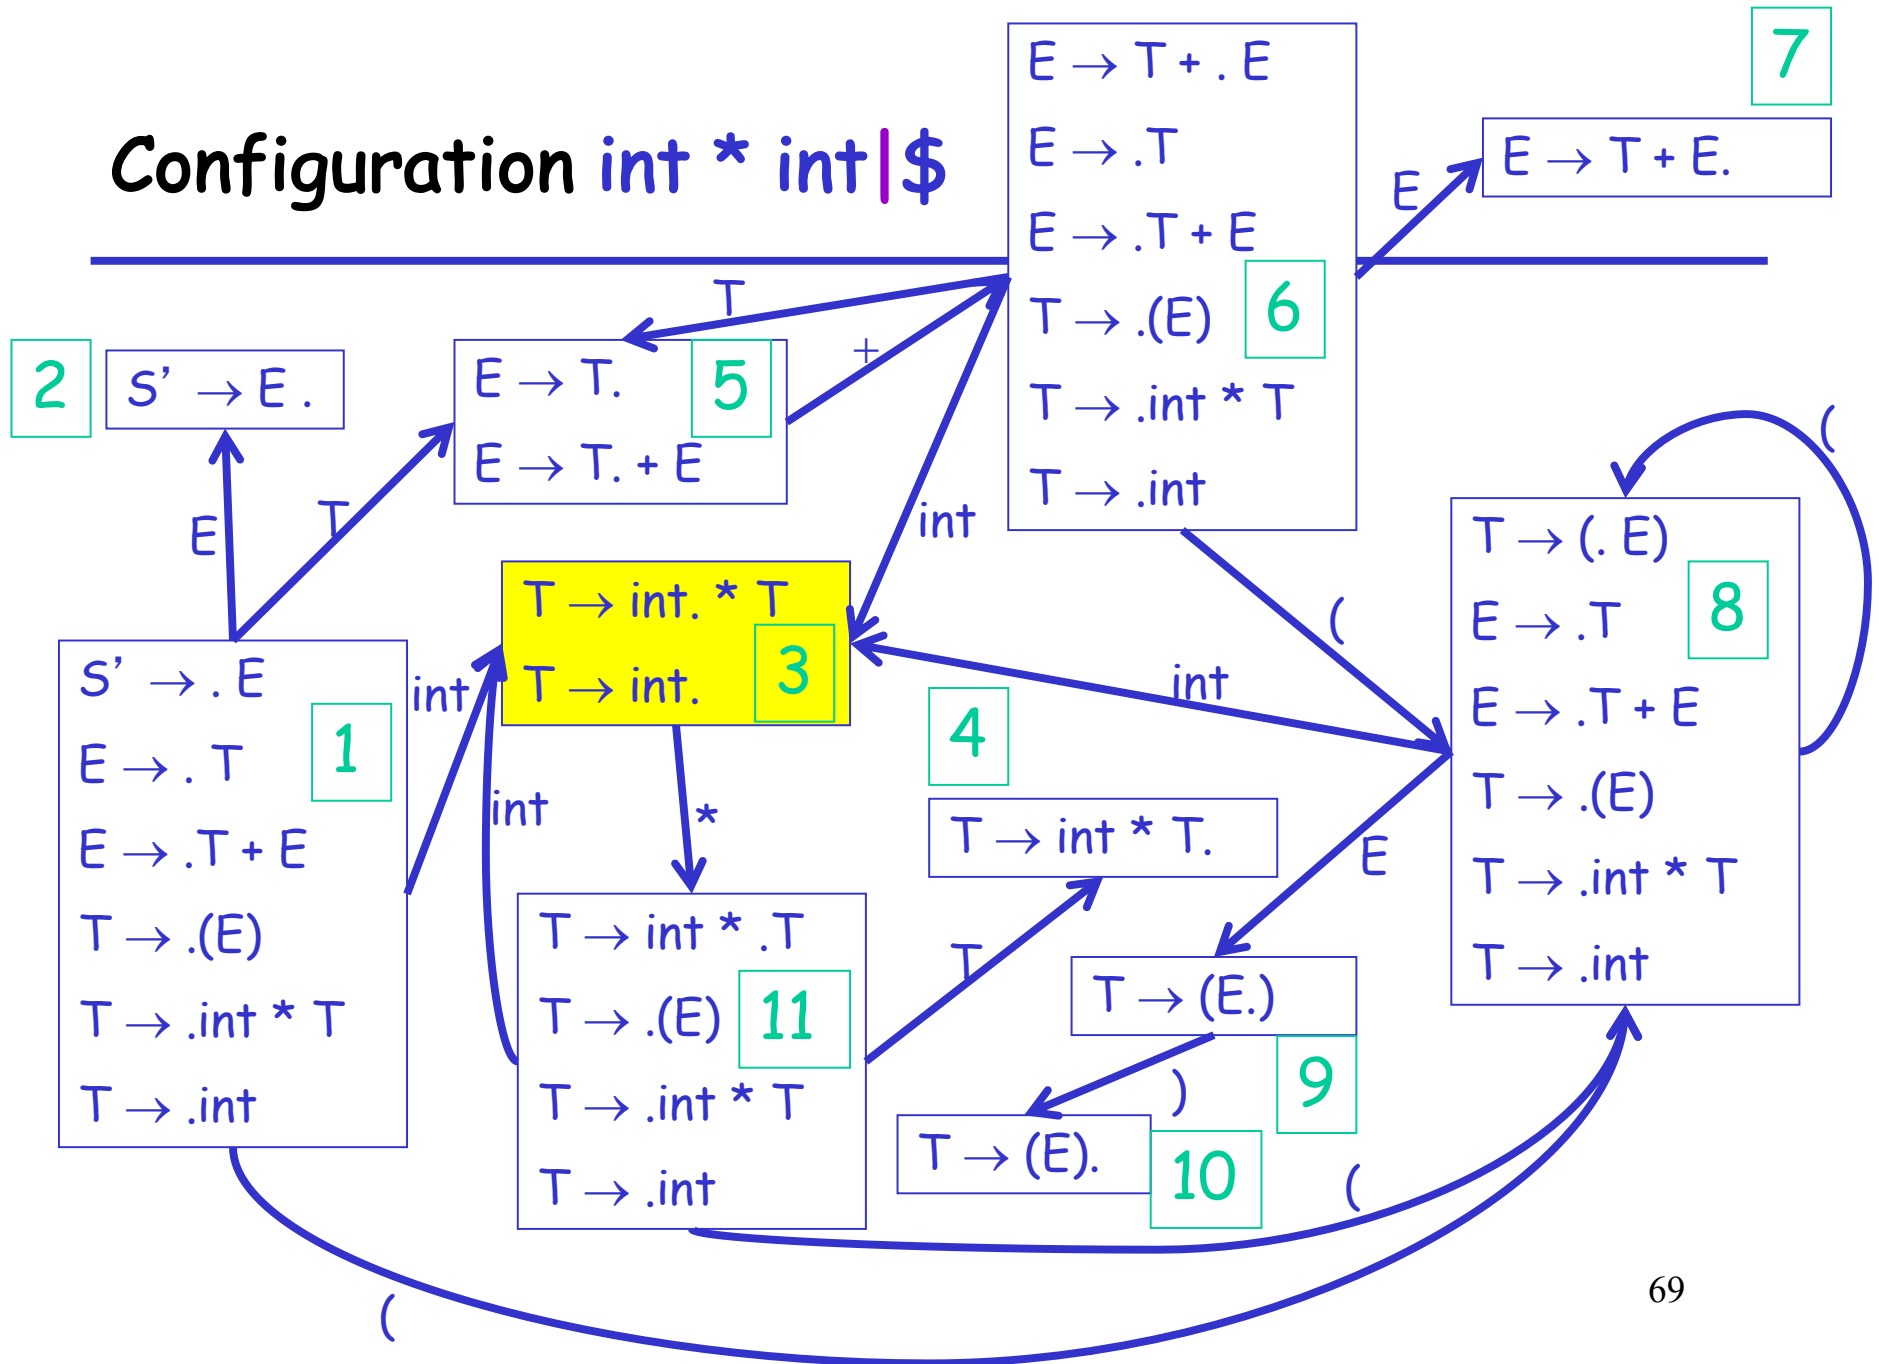 Configuration int * int|$
E → T + . E
E → .T
E → .T + E
T → .(E)
T → .int * T
T → .int
6
7
E → T + E.
E
T
+
2
S’ → E .
5
E → T.
E → T. + E
E
T
int
(
(
T → int. * T
T → int.
3
int
int
*
int
S’ → . E
E → . T
E → .T + E
T → .(E)
T → .int * T
T → .int
1
4
T → int * T.
T
E
T → (. E)
E → .T
E → .T + E
T → .(E)
T → .int * T
T → .int
8
T → int * .T
T → .(E)
T → .int * T
T → .int
11
T → (E.)
9
)
T → (E).
10
(
(
69